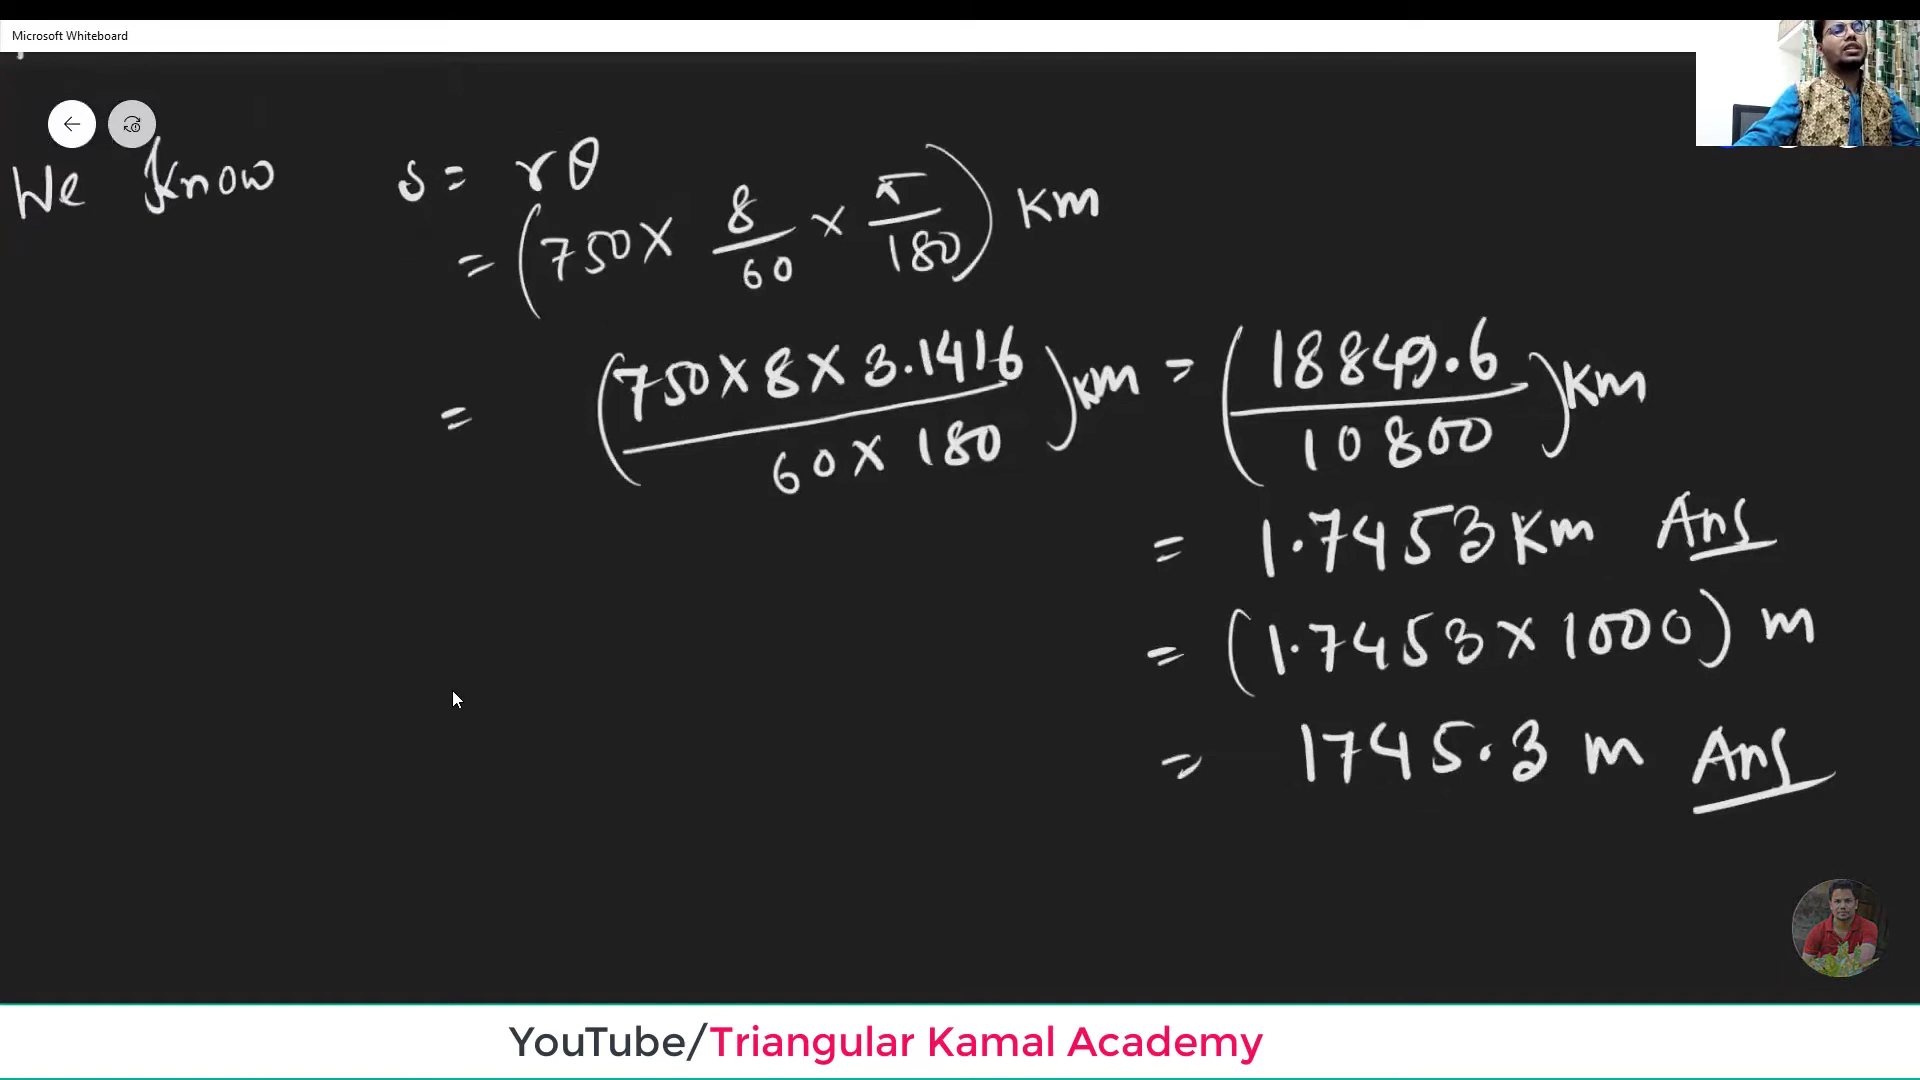 Microsoft Whiteboard
We know s = rθ
= (750 × 8/60 × π/180) km
= (750 × 8 × 3.1416 / 60 × 180) km = (18849.6 / 10800) km
= 1.7453 km Ans
= (1.7453 × 1000) m
= 1745.3 m Ans
YouTube/Triangular Kamal Academy